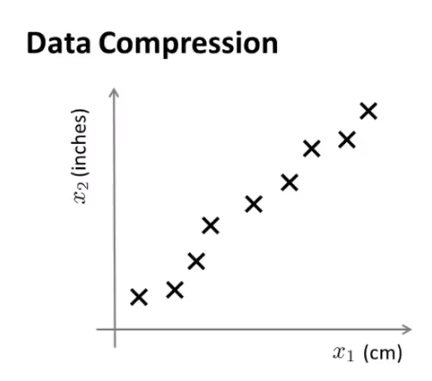 Data Compression
x₂ (inches)
x₁ (cm)